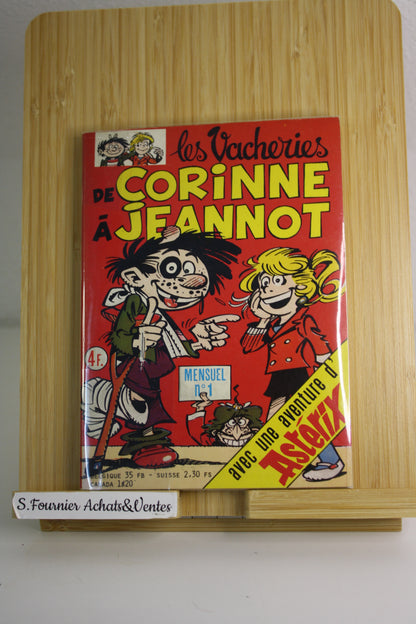 les Vacheries
DE CORINNE
À JEANNOT
4F.
MENSUEL
n°1
avec une aventure d'
Astérix
BELGIQUE 35 FB - SUISSE 2.30 FS
CANADA 1$20
S.Fournier Achats&Ventes